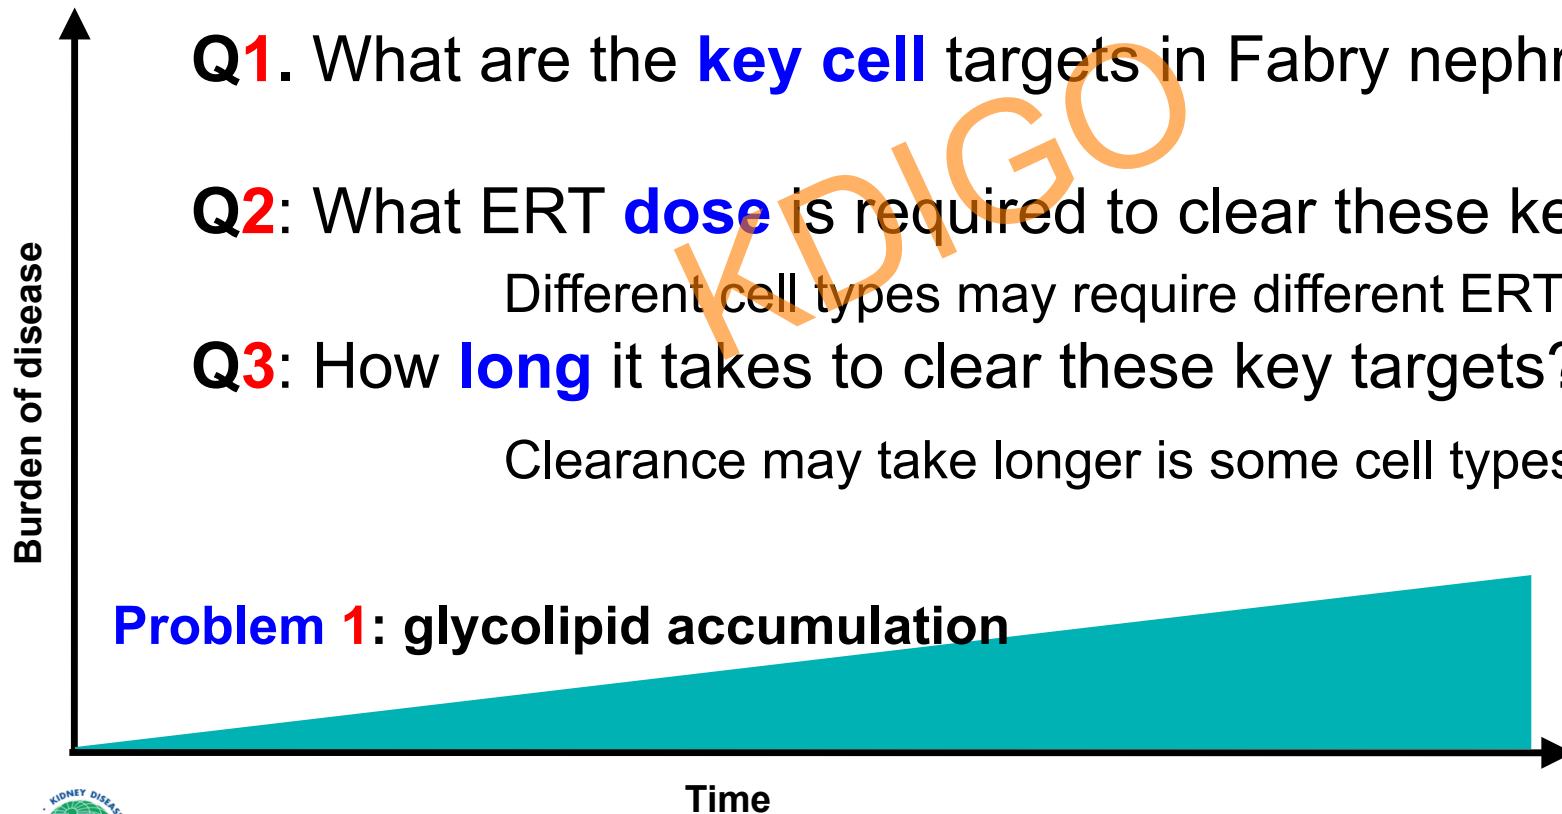 Q1. What are the key cell targets in Fabry
Q2: What ERT dose is required to clear these
Different cell types may require different ERT
Q3: How long it takes to clear these key targets?
Clearance may take longer is some cell types
Burden of disease
Problem 1: glycolipid accumulation
Time
KDIGO
KIDNEY